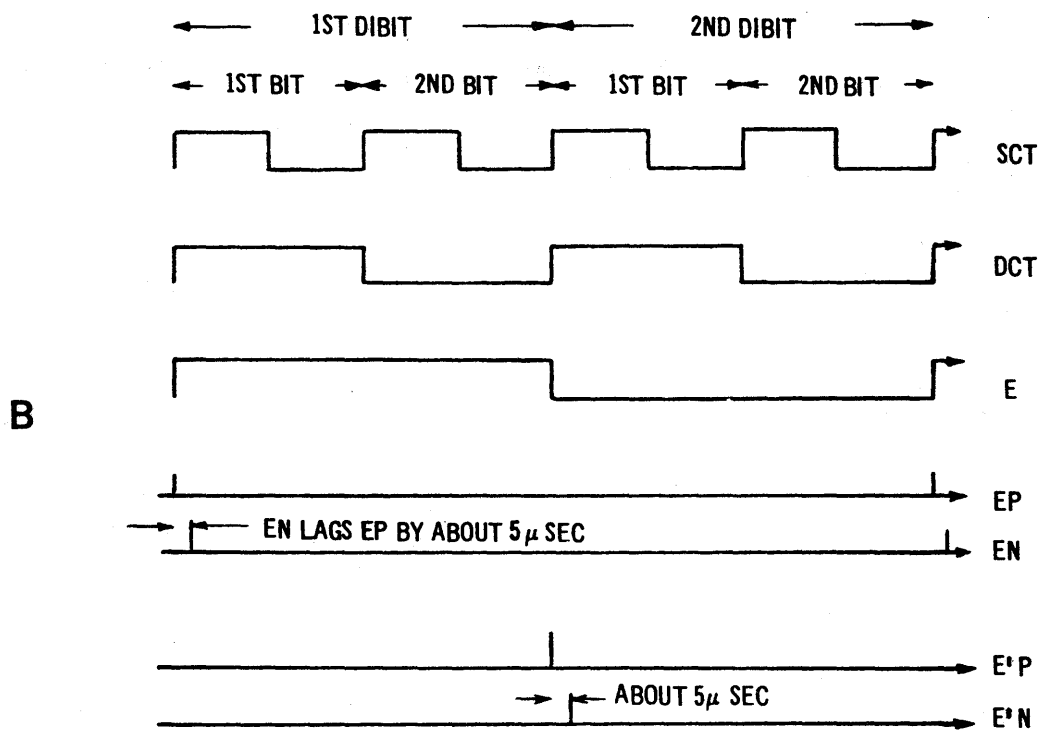 1ST DIBIT 2ND DIBIT
1ST BIT 2ND BIT 1ST BIT 2ND BIT
SCT
DCT
E
B
EP
EN LAGS EP BY ABOUT 5μ SEC
EN
E'P
ABOUT 5μ SEC
E'N